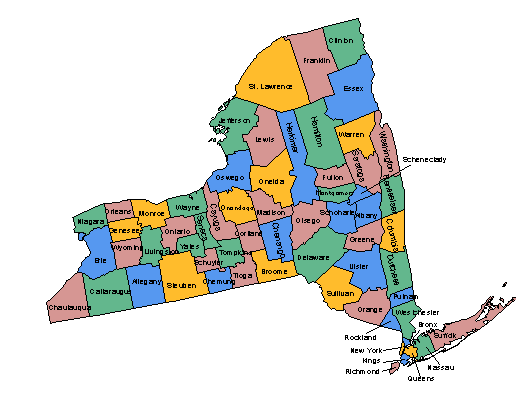 Clinton
Franklin
St. Lawrence
Essex
Jefferson
Lewis
Herkimer
Hamilton
Warren
Washington
Saratoga
Schenectady
Oswego
Oneida
Fulton
Montgomery
Rensselaer
Niagara
Orleans
Monroe
Wayne
Cayuga
Onondaga
Madison
Otsego
Schoharie
Albany
Genesee
Ontario
Seneca
Cortland
Chenango
Greene
Columbia
Erie
Wyoming
Livingston
Yates
Tompkins
Schuyler
Delaware
Ulster
Dutchess
Chautauqua
Cattaraugus
Allegany
Steuben
Chemung
Tioga
Broome
Sullivan
Orange
Putnam
Westchester
Rockland
Bronx
Suffolk
New York
Kings
Richmond
Queens
Nassau